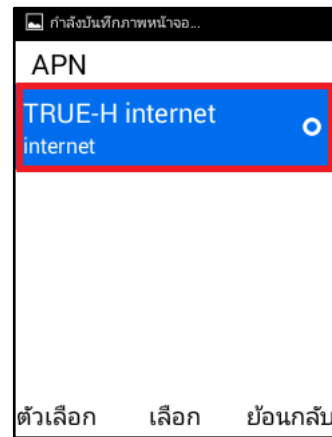 กำลังบันทึกภาพหน้าจอ...
APN
TRUE-H internet
internet
ตัวเลือก เลือก ย้อนกลับ